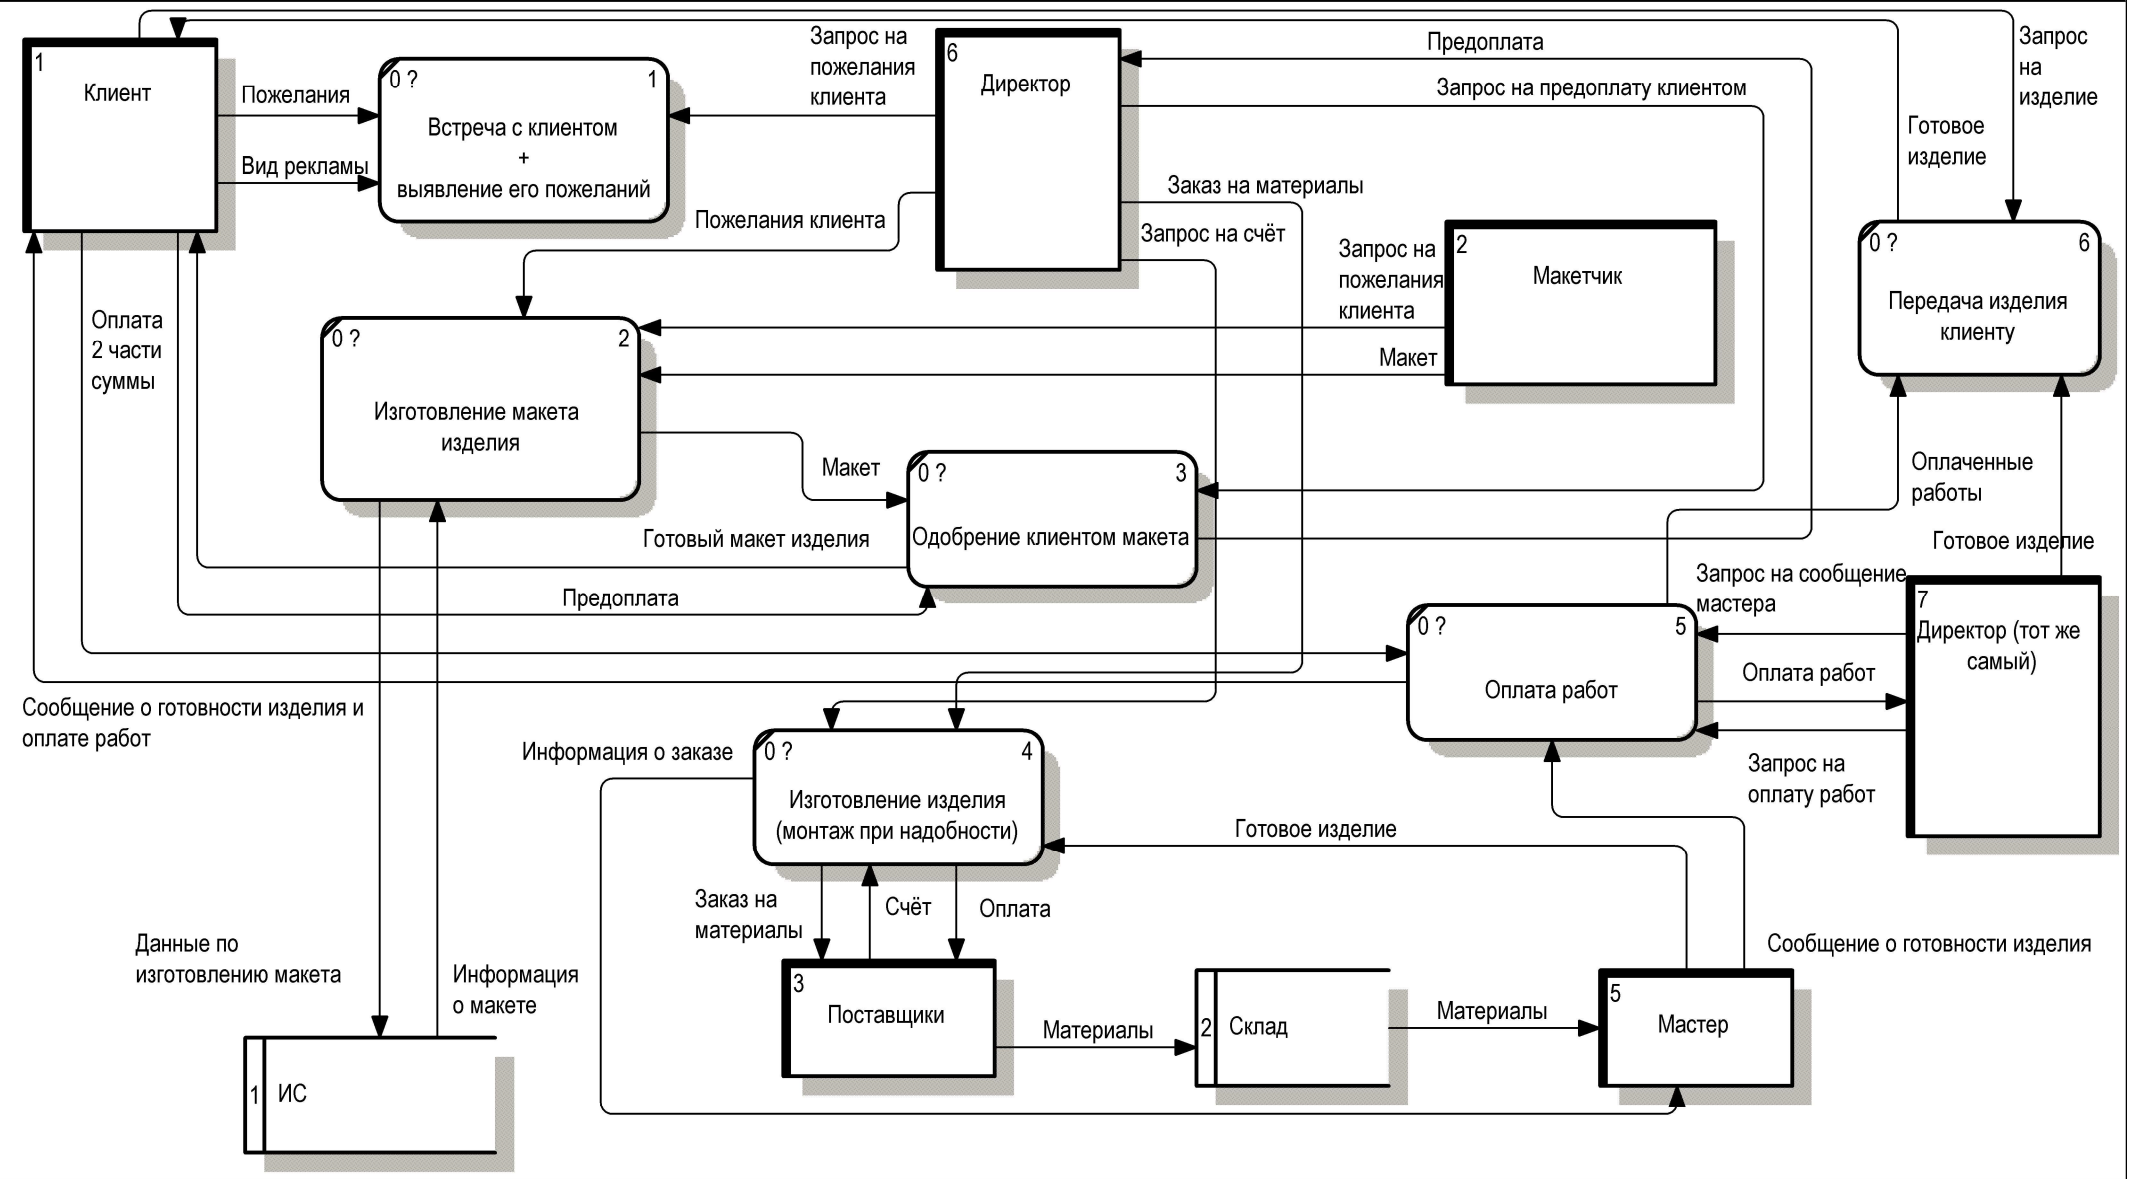 1
Клиент
Пожелания
Вид рекламы
0 ?
1
Встреча с клиентом
+
выявление его пожеланий
Запрос на
пожелания
клиента
6
Директор
Предоплата
Запрос на предоплату клиентом
Запрос
на
изделие
Готовое
изделие
Пожелания клиента
Заказ на материалы
Запрос на счёт
Запрос на
пожелания
клиента
2
Макетчик
Макет
0 ?
6
Передача изделия
клиенту
Оплата
2 части
суммы
0 ?
2
Изготовление макета
изделия
Макет
0 ?
3
Одобрение клиентом макета
Готовый макет изделия
Предоплата
Оплаченные
работы
Готовое изделие
Запрос на сообщение
мастера
0 ?
5
Оплата работ
7
Директор (тот же
самый)
Оплата работ
Запрос на
оплату работ
Сообщение о готовности изделия и
оплате работ
Информация о заказе
0 ?
4
Изготовление изделия
(монтаж при надобности)
Готовое изделие
Заказ на
материалы
Счёт
Оплата
Сообщение о готовности изделия
Данные по
изготовлению макета
Информация
о макете
3
Поставщики
Материалы
2
Склад
Материалы
5
Мастер
1
ИС